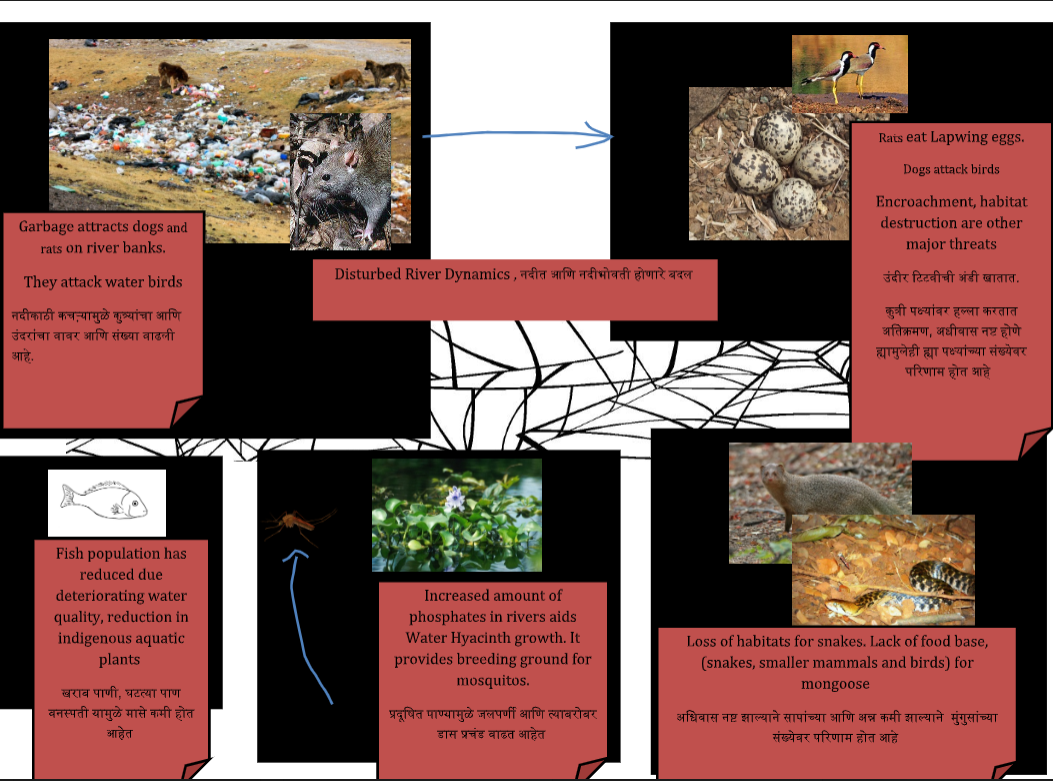 Garbage attracts dogs and
rats on river banks.
They attack water birds
नदीकाठी कचऱ्यामुळे कुत्र्यांचा आणि
उंदरांचा वावर आणि संख्या वाढली
आहे.
Disturbed River Dynamics , नदीत आणि नदीभोवती होणारे बदल
Rats eat Lapwing eggs.
Dogs attack birds
Encroachment, habitat
destruction are other
major threats
उंदीर टिटवीची अंडी खातात.
कुत्री पक्ष्यांवर हल्ला करतात
अतिक्रमण, अधीवास नष्ट होणे
ह्यामुलेही ह्या पक्ष्यांच्या संख्येवर
परिणाम होत आहे
Fish population has
reduced due
deteriorating water
quality, reduction in
indigenous aquatic
plants
खराब पाणी, घटत्या पाण
वनस्पती यामुळे मासे कमी होत
आहेत
Increased amount of
phosphates in rivers aids
Water Hyacinth growth. It
provides breeding ground for
mosquitos.
प्रदूषित पाण्यामुळे जलपर्णी आणि त्याबरोबर
डास प्रचंड वाढत आहेत
Loss of habitats for snakes. Lack of food base,
(snakes, smaller mammals and birds) for
mongoose
अधिवास नष्ट झाल्याने सापांच्या आणि अन्न कमी झाल्याने मुंगुसांच्या
संख्येवर परिणाम होत आहे